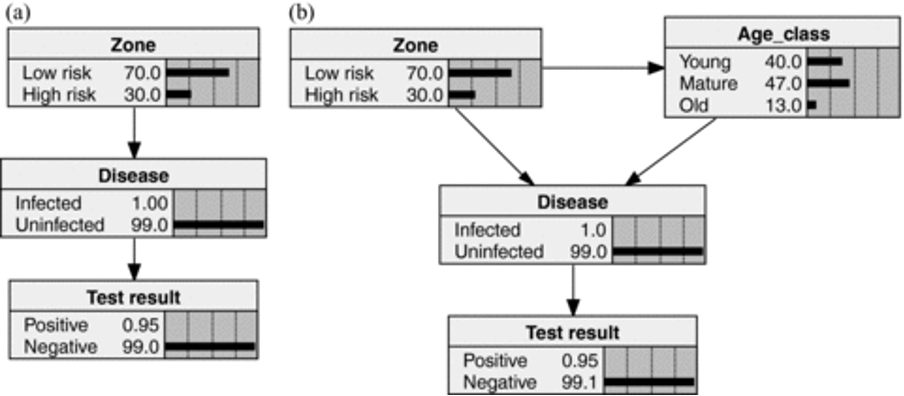 (a)
Zone
Low risk 70.0
High risk 30.0
Disease
Infected 1.00
Uninfected 99.0
Test result
Positive 0.95
Negative 99.0
(b)
Zone
Low risk 70.0
High risk 30.0
Age_class
Young 40.0
Mature 47.0
Old 13.0
Disease
Infected 1.0
Uninfected 99.0
Test result
Positive 0.95
Negative 99.1